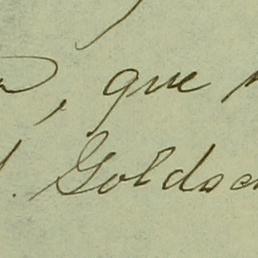 , que
. Goldsc